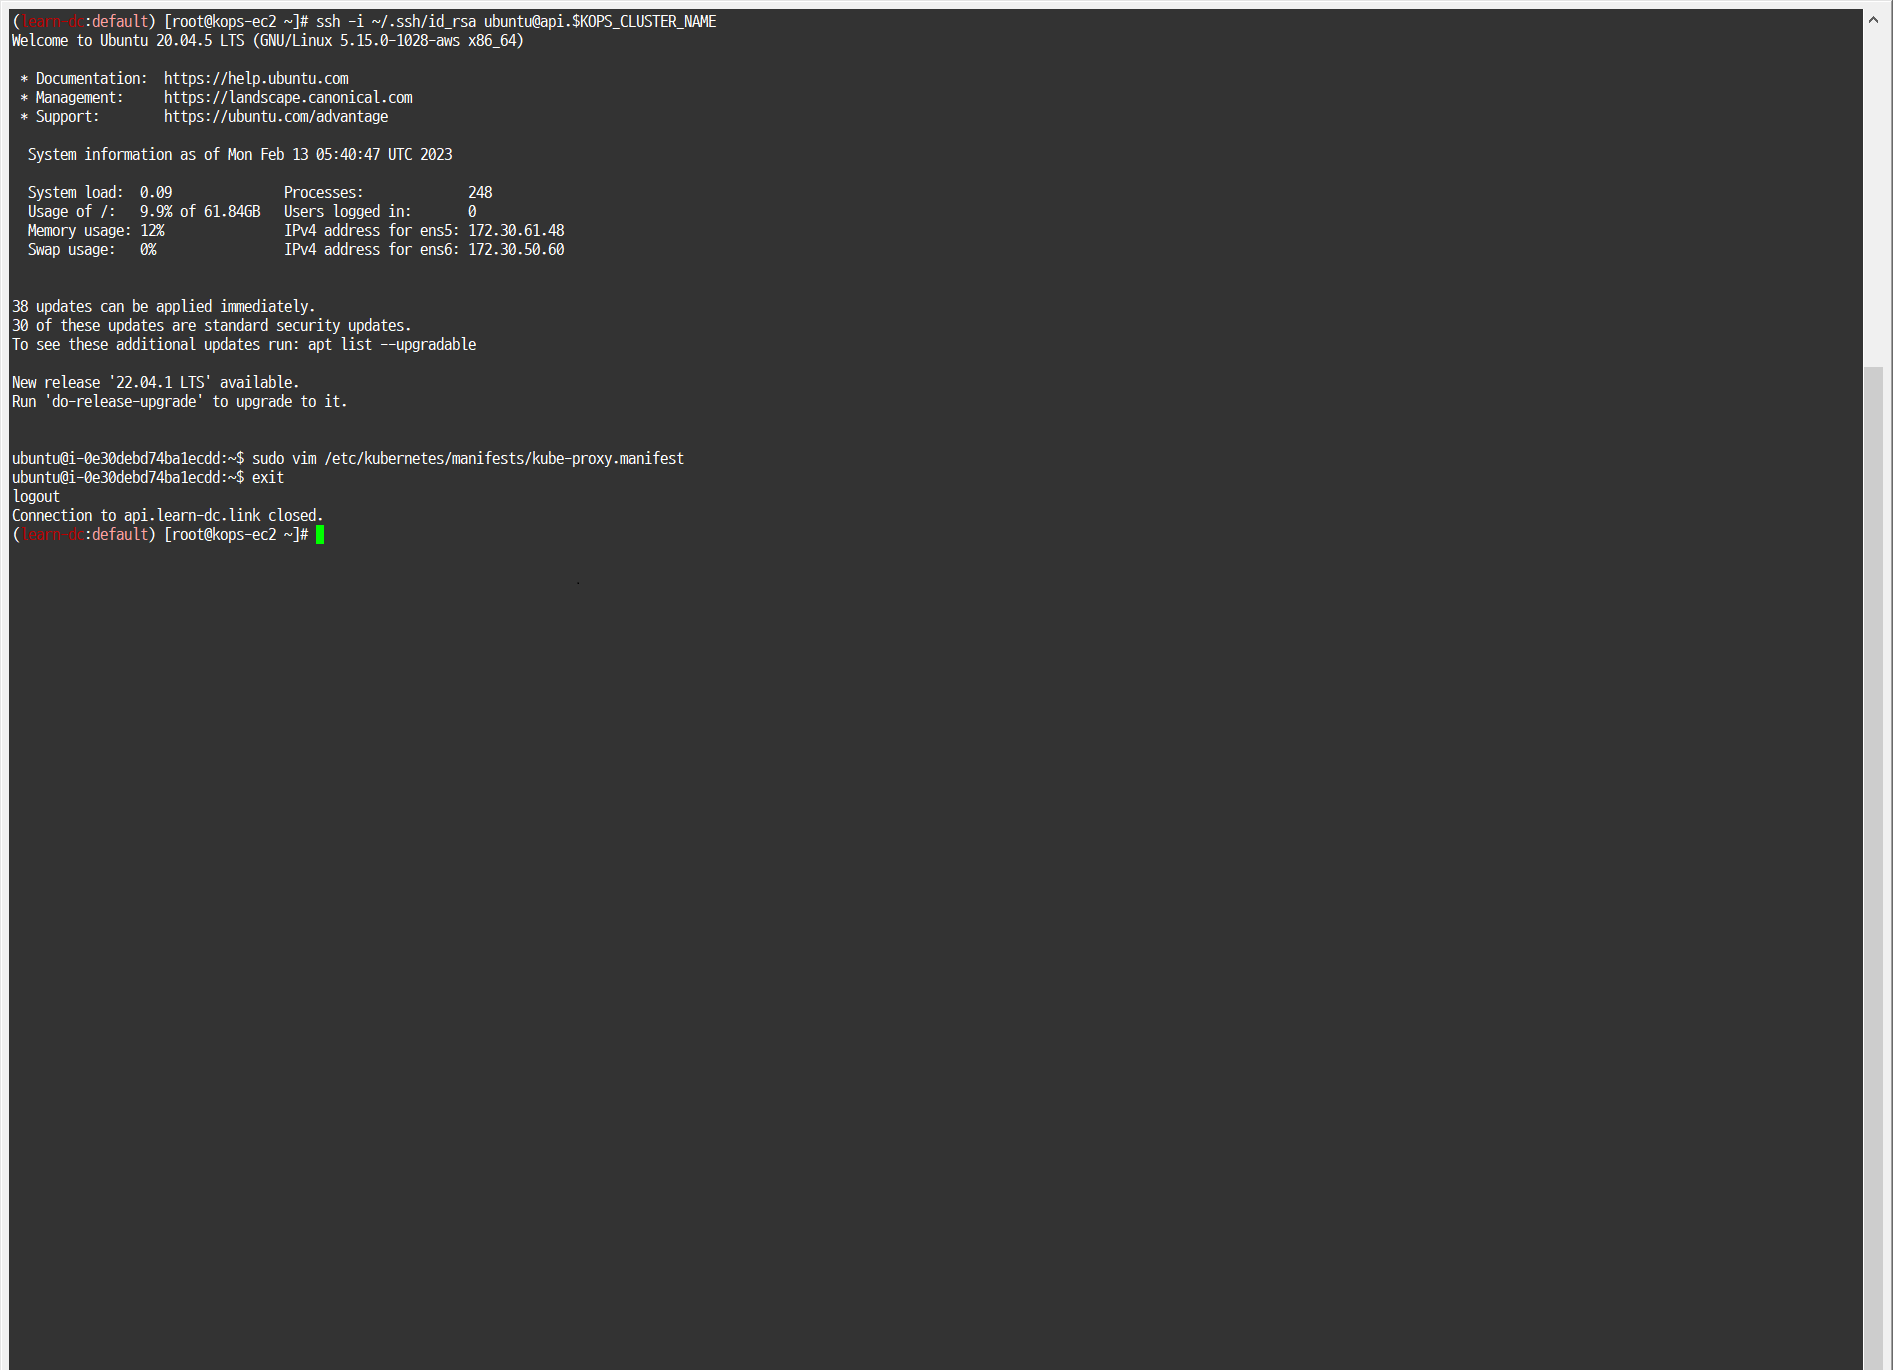 (learn-dc:default) [root@kops-ec2 ~]# ssh -i ~/.ssh/id_rsa ubuntu@api.$KOPS_CLUSTER_NAME
Welcome to Ubuntu 20.04.5 LTS (GNU/Linux 5.15.0-1028-aws x86_64)
* Documentation:  https://help.ubuntu.com
* Management:     https://landscape.canonical.com
* Support:        https://ubuntu.com/advantage
System information as of Mon Feb 13 05:40:47 UTC 2023
System load:  0.09              Processes:             248
Usage of /:   9.9% of 61.84GB   Users logged in:       0
Memory usage: 12%               IPv4 address for ens5: 172.30.61.48
Swap usage:   0%                IPv4 address for ens6: 172.30.50.60
38 updates can be applied immediately.
30 of these updates are standard security updates.
To see these additional updates run: apt list --upgradable
New release '22.04.1 LTS' available.
Run 'do-release-upgrade' to upgrade to it.
ubuntu@i-0e30debd74ba1ecdd:~$ sudo vim /etc/kubernetes/manifests/kube-proxy.manifest
ubuntu@i-0e30debd74ba1ecdd:~$ exit
logout
Connection to api.learn-dc.link closed.
(learn-dc:default) [root@kops-ec2 ~]#